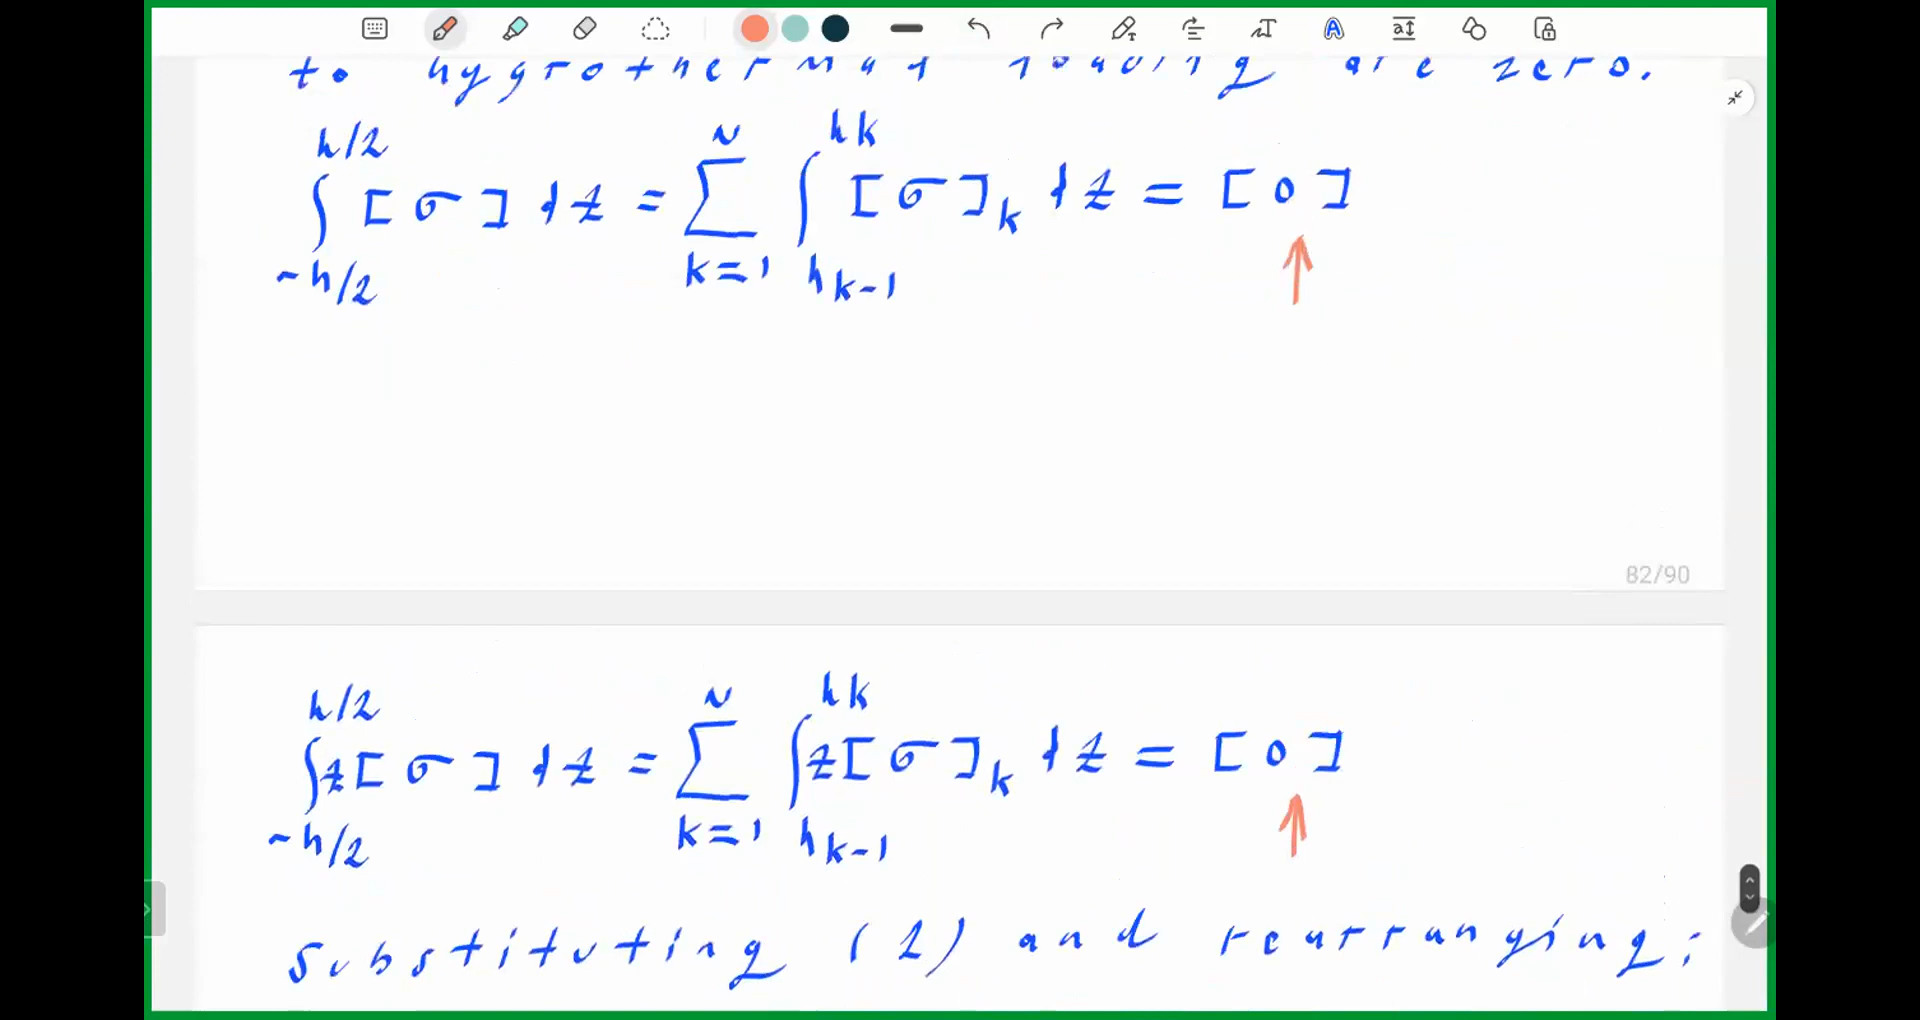 to hygrothermal loading are zero.
∫_{-h/2}^{h/2} [σ] dz = Σ_{k=1}^{N} ∫_{h_{k-1}}^{h_k} [σ]_k dz = [0]
82/90
∫_{-h/2}^{h/2} z[σ] dz = Σ_{k=1}^{N} ∫_{h_{k-1}}^{h_k} z[σ]_k dz = [0]
substituting (2) and rearranging: